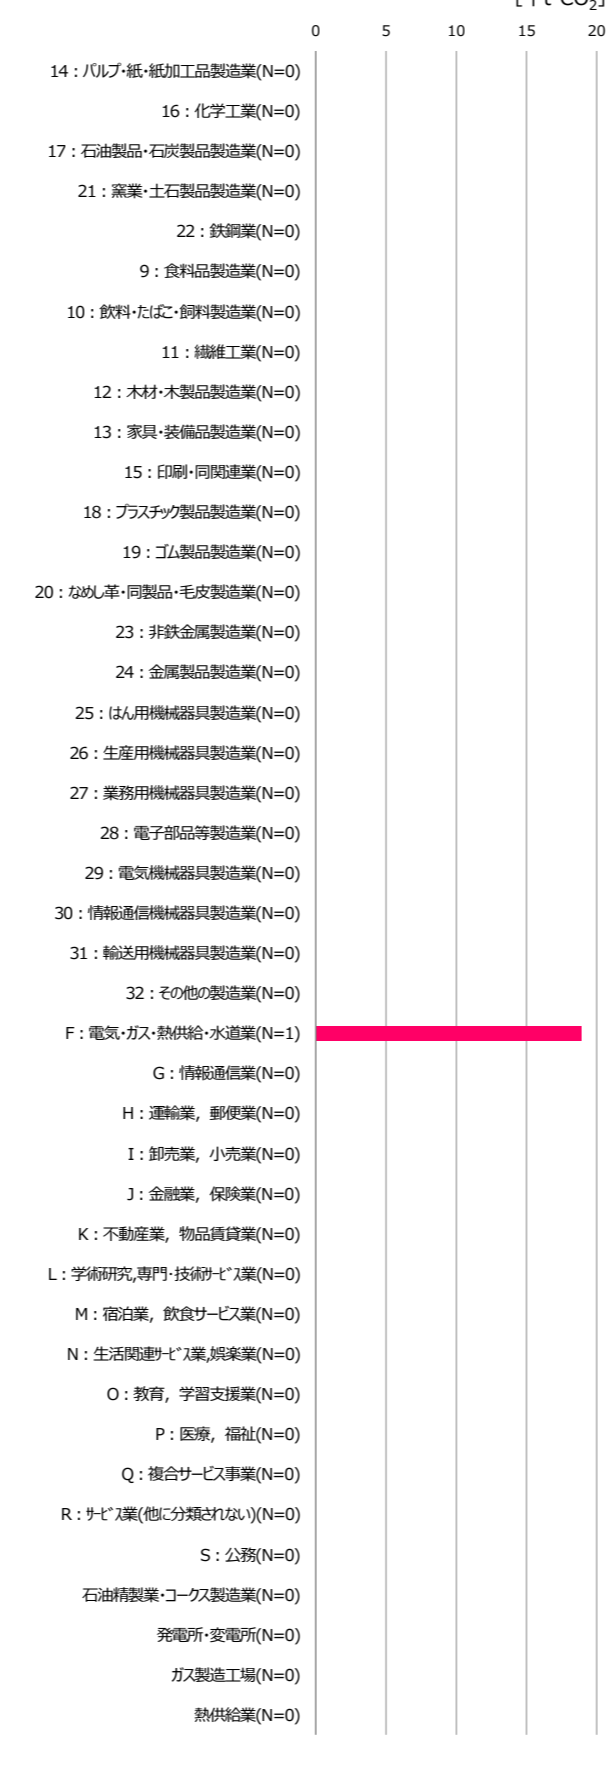 [千t-CO₂]
0 5 10 15 20
14：パルプ・紙・紙加工品製造業(N=0)
16：化学工業(N=0)
17：石油製品・石炭製品製造業(N=0)
21：窯業・土石製品製造業(N=0)
22：鉄鋼業(N=0)
9：食料品製造業(N=0)
10：飲料・たばこ・飼料製造業(N=0)
11：繊維工業(N=0)
12：木材・木製品製造業(N=0)
13：家具・装備品製造業(N=0)
15：印刷・同関連業(N=0)
18：プラスチック製品製造業(N=0)
19：ゴム製品製造業(N=0)
20：なめし革・同製品・毛皮製造業(N=0)
23：非鉄金属製造業(N=0)
24：金属製品製造業(N=0)
25：はん用機械器具製造業(N=0)
26：生産用機械器具製造業(N=0)
27：業務用機械器具製造業(N=0)
28：電子部品等製造業(N=0)
29：電気機械器具製造業(N=0)
30：情報通信機械器具製造業(N=0)
31：輸送用機械器具製造業(N=0)
32：その他の製造業(N=0)
F：電気・ガス・熱供給・水道業(N=1)
G：情報通信業(N=0)
H：運輸業，郵便業(N=0)
I：卸売業，小売業(N=0)
J：金融業，保険業(N=0)
K：不動産業，物品賃貸業(N=0)
L：学術研究,専門・技術ｻｰﾋﾞｽ業(N=0)
M：宿泊業，飲食サービス業(N=0)
N：生活関連ｻｰﾋﾞｽ業,娯楽業(N=0)
O：教育，学習支援業(N=0)
P：医療，福祉(N=0)
Q：複合サービス事業(N=0)
R：ｻｰﾋﾞｽ業(他に分類されない)(N=0)
S：公務(N=0)
石油精製業・コークス製造業(N=0)
発電所・変電所(N=0)
ガス製造工場(N=0)
熱供給業(N=0)